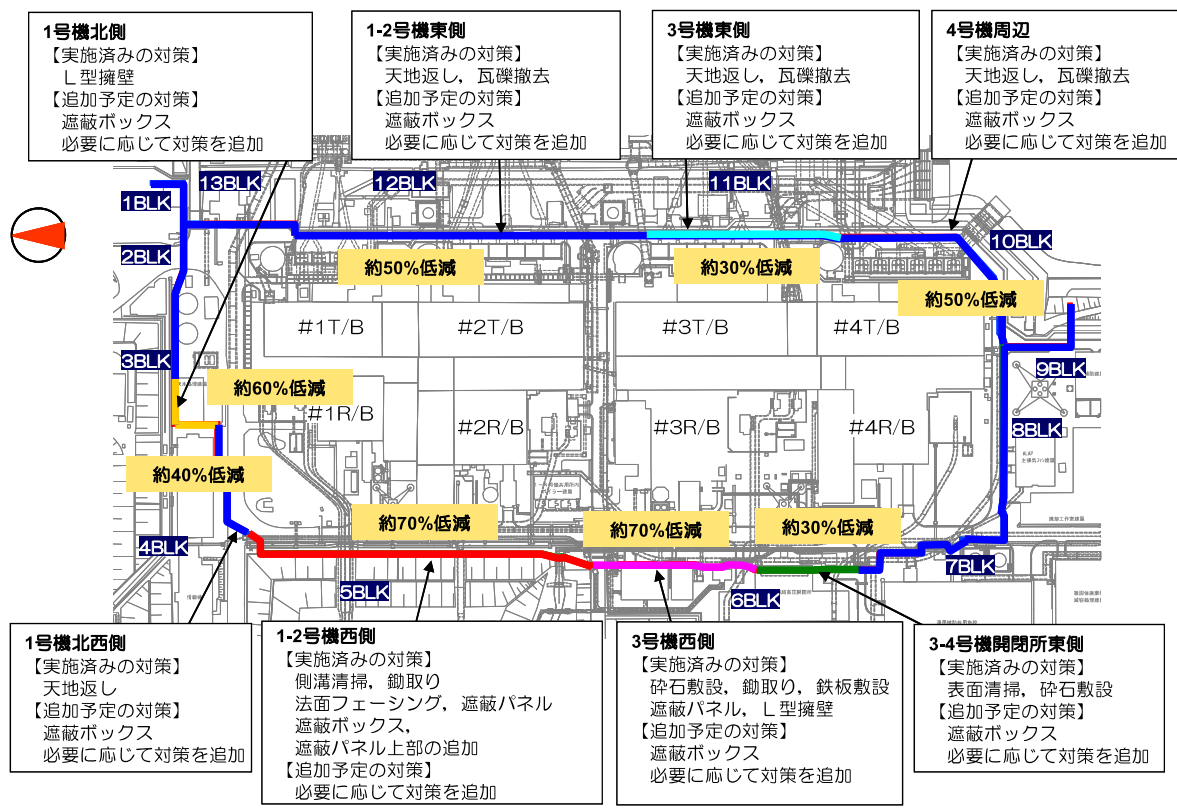 1号機北側
【実施済みの対策】
Ｌ型擁壁
【追加予定の対策】
遮蔽ボックス
必要に応じて対策を追加
1-2号機東側
【実施済みの対策】
天地返し，瓦礫撤去
【追加予定の対策】
遮蔽ボックス
必要に応じて対策を追加
3号機東側
【実施済みの対策】
天地返し，瓦礫撤去
【追加予定の対策】
遮蔽ボックス
必要に応じて対策を追加
4号機周辺
【実施済みの対策】
天地返し，瓦礫撤去
【追加予定の対策】
遮蔽ボックス
必要に応じて対策を追加
13BLK
12BLK
11BLK
1BLK
10BLK
2BLK
約50%低減
約30%低減
約50%低減
#1T/B
#2T/B
#3T/B
#4T/B
3BLK
9BLK
約60%低減
#1R/B
#2R/B
#3R/B
#4R/B
8BLK
約40%低減
約70%低減
約70%低減
約30%低減
4BLK
5BLK
6BLK
7BLK
1号機北西側
【実施済みの対策】
天地返し
【追加予定の対策】
遮蔽ボックス
必要に応じて対策を追加
1-2号機西側
【実施済みの対策】
側溝清掃，鋤取り
法面フェーシング，遮蔽パネル
遮蔽ボックス，
遮蔽パネル上部の追加
【追加予定の対策】
必要に応じて対策を追加
3号機西側
【実施済みの対策】
砕石敷設，鋤取り，鉄板敷設
遮蔽パネル，Ｌ型擁壁
【追加予定の対策】
遮蔽ボックス
必要に応じて対策を追加
3-4号機開閉所東側
【実施済みの対策】
表面清掃，砕石敷設
【追加予定の対策】
遮蔽ボックス
必要に応じて対策を追加